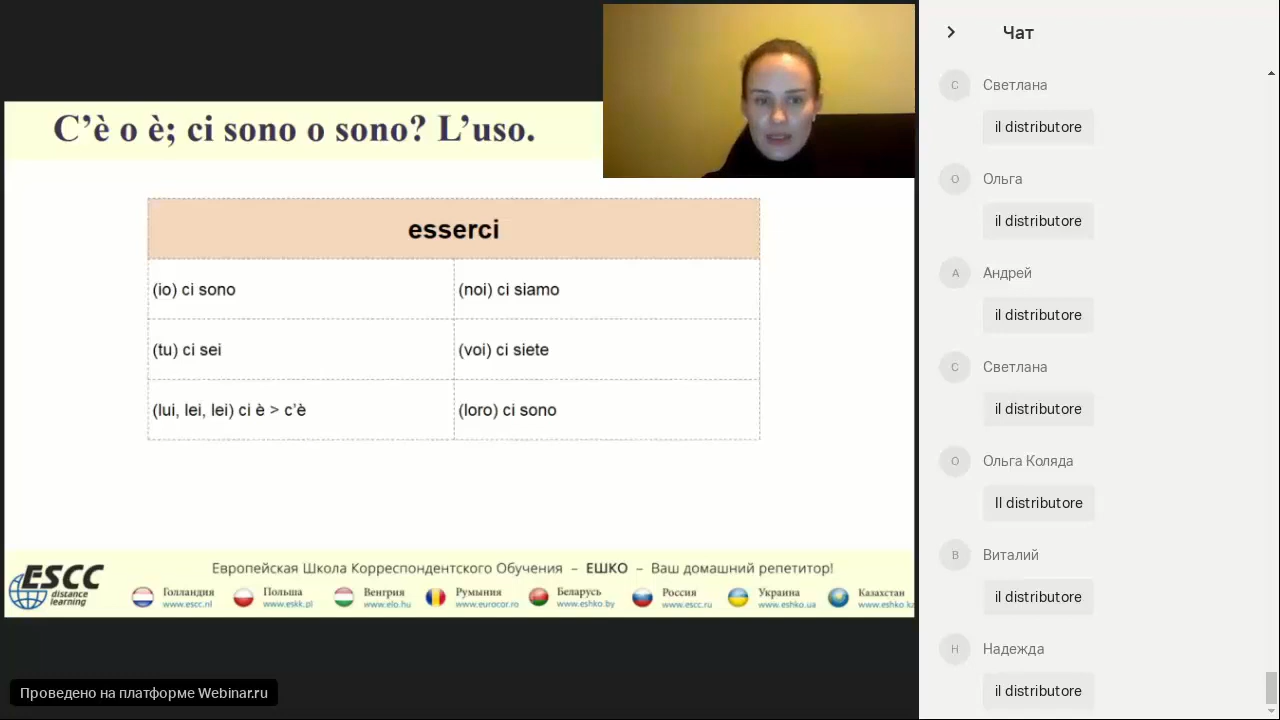 C'è o è; ci sono o sono? L'uso.
esserci
(io) ci sono
(noi) ci siamo
(tu) ci sei
(voi) ci siete
(lui, lei, lei) ci è > c'è
(loro) ci sono
ESCC
distance
learning
Европейская Школа Корреспондентского Обучения – ЕШКО – Ваш домашний репетитор!
Голландия
www.escc.nl
Польша
www.eskk.pl
Венгрия
www.elo.hu
Румыния
www.eurocor.ro
Беларусь
www.eshko.by
Россия
www.escc.ru
Украина
www.eshko.ua
Казахстан
www.eshko.kz
Проведено на платформе Webinar.ru
Чат
С
Светлана
il distributore
О
Ольга
il distributore
А
Андрей
il distributore
С
Светлана
il distributore
О
Ольга Коляда
Il distributore
В
Виталий
il distributore
Н
Надежда
il distributore